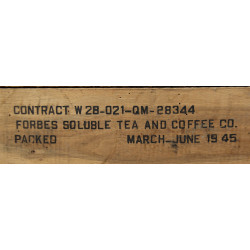 CONTRACT W 28-021-QM-28344
FORBES SOLUBLE TEA AND COFFEE CO.
PACKED MARCH-JUNE 1945